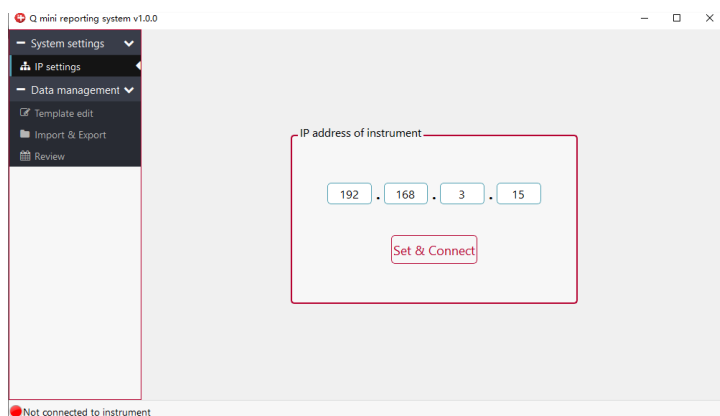 Q mini reporting system v1.0.0
System settings
IP settings
Data management
Template edit
Import & Export
Review
IP address of instrument
192 . 168 . 3 . 15
Set & Connect
Not connected to instrument